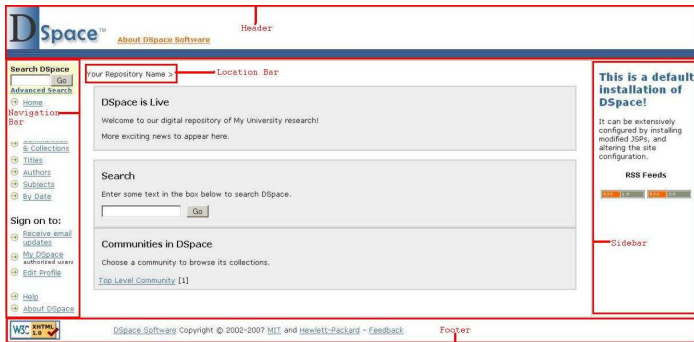 DSpace™
About DSpace Software
Header
Search DSpace
Go
Advanced Search
Home
Navigation
Bar
& Collections
Titles
Authors
Subjects
By Date
Sign on to:
Receive email
updates
My DSpace
authorized users
Edit Profile
Help
About DSpace
Your Repository Name >
Location Bar
DSpace is Live
Welcome to our digital repository of My University research!
More exciting news to appear here.
Search
Enter some text in the box below to search DSpace.
Go
Communities in DSpace
Choose a community to browse its collections.
Top Level Community [1]
This is a default
installation of
DSpace!
It can be extensively
configured by installing
modified JSPs, and
altering the site
configuration.
RSS Feeds
RSS 1.0 RSS 2.0
Sidebar
W3C XHTML 1.0
DSpace Software Copyright © 2002-2007 MIT and Hewlett-Packard - Feedback
Footer